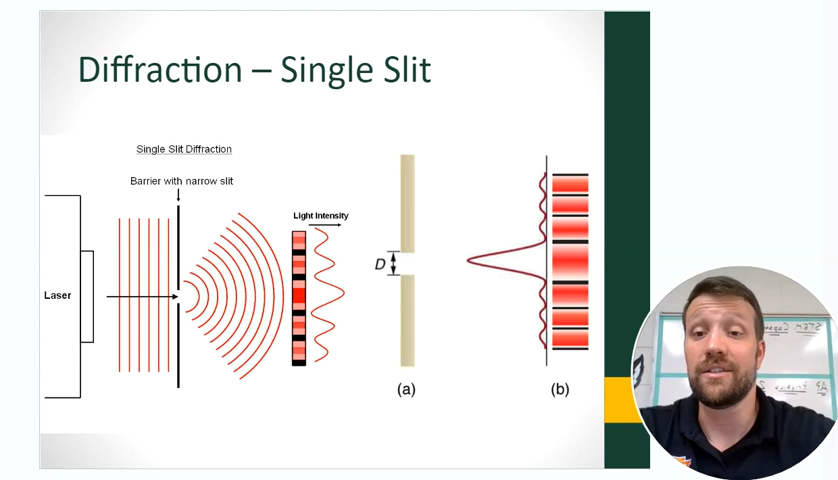 Diffraction – Single Slit
Single Slit Diffraction
Barrier with narrow slit
Light Intensity
Laser
D
(a)
(b)